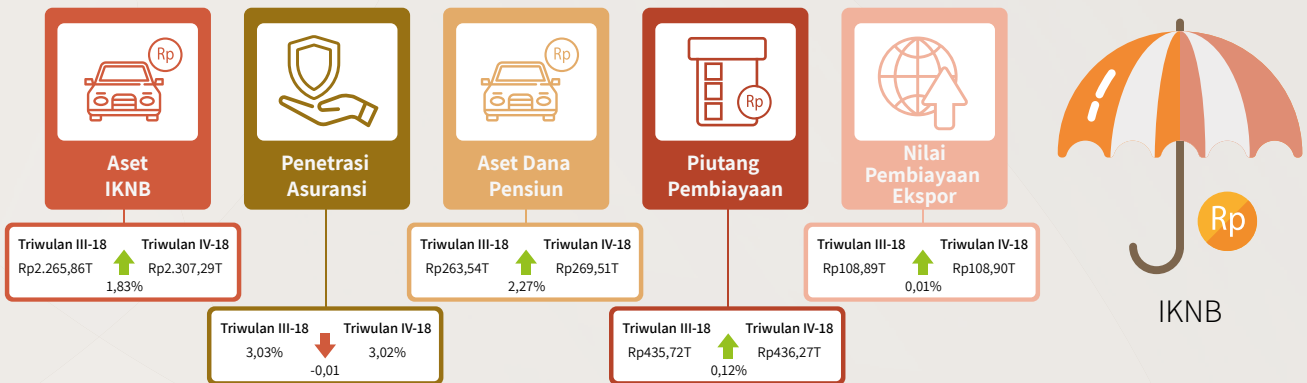 Rp
Rp
Rp
Aset
IKNB
Penetrasi
Asuransi
Aset Dana
Pensiun
Piutang
Pembiayaan
Nilai
Pembiayaan
Ekspor
Rp
Triwulan III-18 Triwulan IV-18
Rp2.265,86T Rp2.307,29T
1,83%
Triwulan III-18 Triwulan IV-18
3,03% 3,02%
-0,01
Triwulan III-18 Triwulan IV-18
Rp263,54T Rp269,51T
2,27%
Triwulan III-18 Triwulan IV-18
Rp435,72T Rp436,27T
0,12%
Triwulan III-18 Triwulan IV-18
Rp108,89T Rp108,90T
0,01%
IKNB